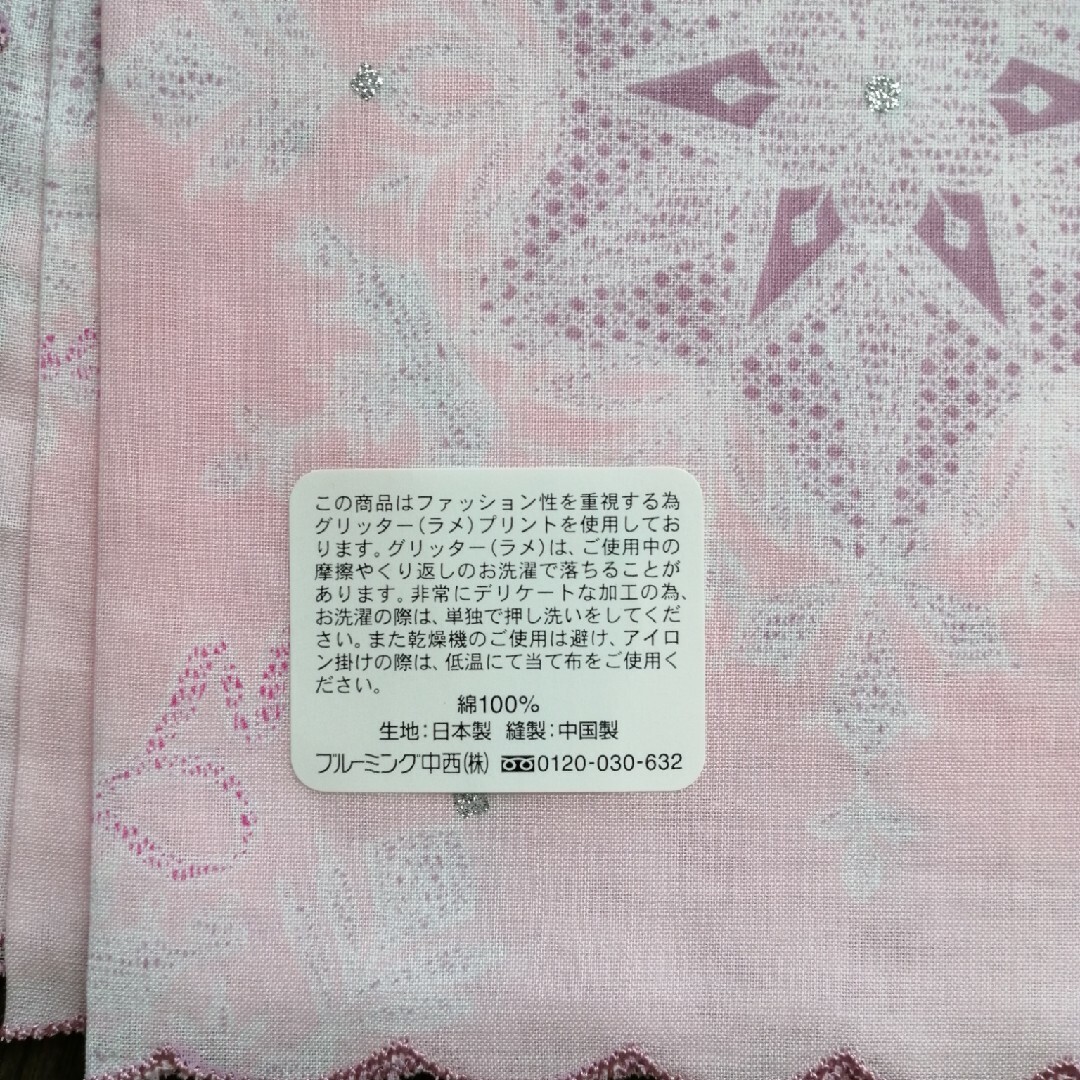 この商品はファッション性を重視する為
グリッター(ラメ)プリントを使用してお
ります。グリッター(ラメ)は、ご使用中の
摩擦やくり返しのお洗濯で落ちることが
あります。非常にデリケートな加工の為、
お洗濯の際は、単独で押し洗いをしてくだ
さい。また乾燥機のご使用は避け、アイロ
ン掛けの際は、低温にて当て布をご使用く
ださい。
綿100%
生地:日本製 縫製:中国製
ブルーミング中西(株) 0120-030-632